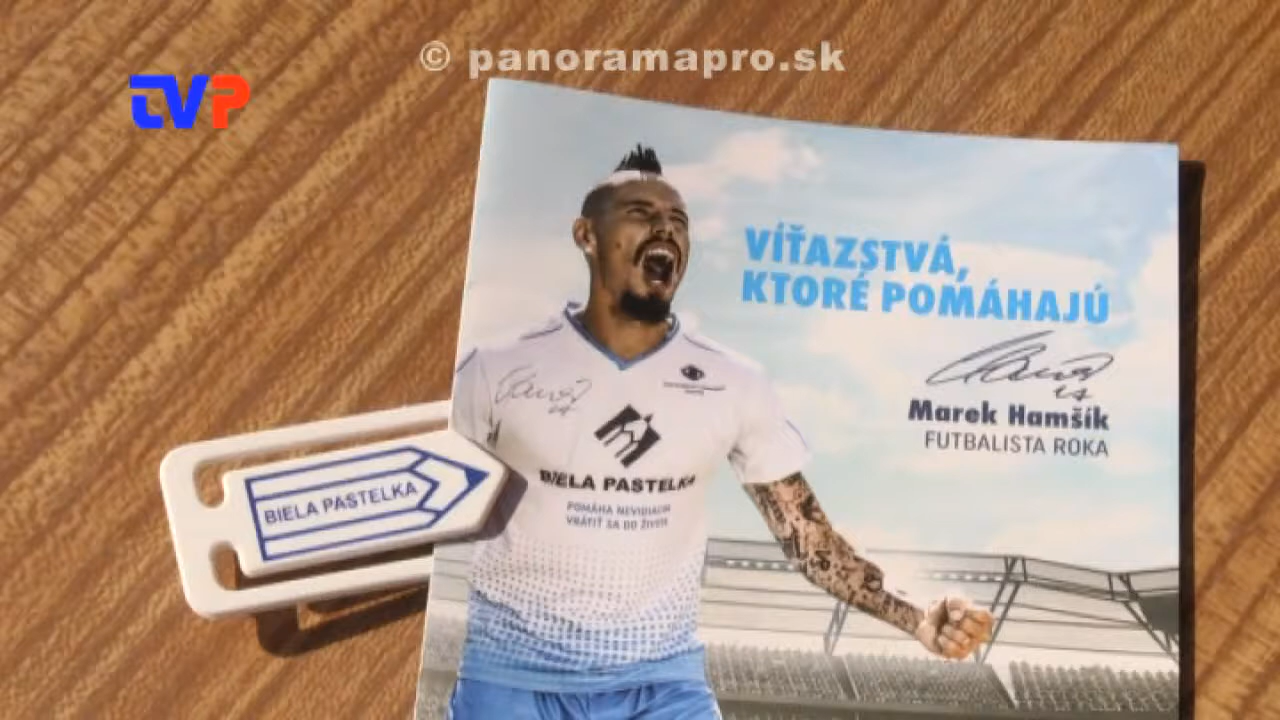 © panoramapro.sk
TVP
VÍŤAZSTVÁ,
KTORÉ POMÁHAJÚ
Marek Hamšík
FUTBALISTA ROKA
BIELA PASTELKA
POMÁHA NEVIDIACIM
VRÁTIŤ SA DO ŽIVOTA
BIELA PASTELKA